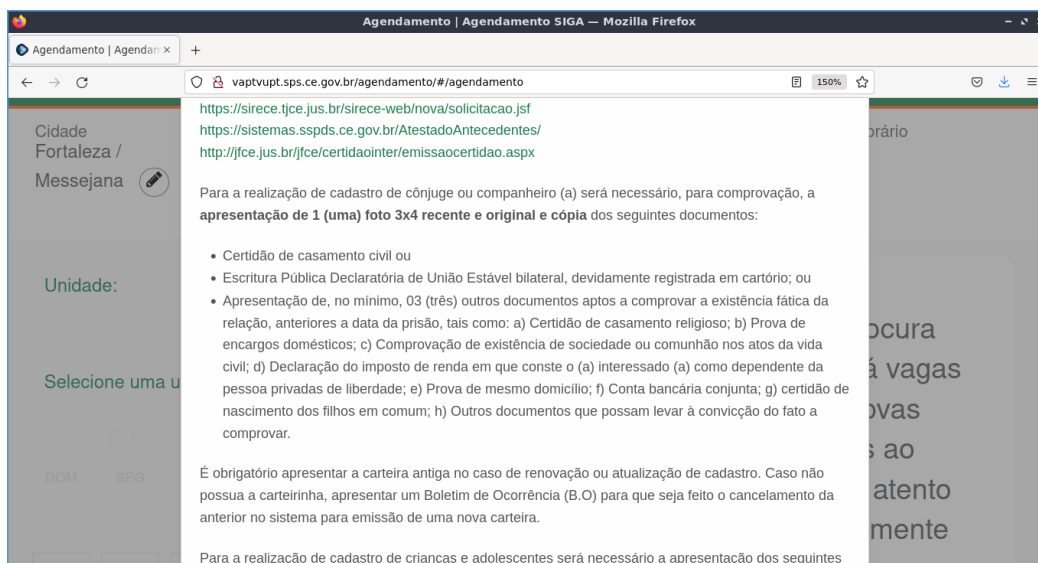 Agendamento | Agendamento SIGA — Mozilla Firefox
Agendamento | Agendam
vaptvupt.sps.ce.gov.br/agendamento/#/agendamento
150%
https://sirece.tjce.jus.br/sirece-web/nova/solicitacao.jsf
https://sistemas.sspds.ce.gov.br/AtestadoAntecedentes/
http://jfce.jus.br/jfce/certidaointer/emissaocertidao.aspx
Cidade
Fortaleza /
Messejana
orário
Para a realização de cadastro de cônjuge ou companheiro (a) será necessário, para comprovação, a
apresentação de 1 (uma) foto 3x4 recente e original e cópia dos seguintes documentos:
• Certidão de casamento civil ou
• Escritura Pública Declaratória de União Estável bilateral, devidamente registrada em cartório; ou
• Apresentação de, no mínimo, 03 (três) outros documentos aptos a comprovar a existência fática da
relação, anteriores a data da prisão, tais como: a) Certidão de casamento religioso; b) Prova de
encargos domésticos; c) Comprovação de existência de sociedade ou comunhão nos atos da vida
civil; d) Declaração do imposto de renda em que conste o (a) interessado (a) como dependente da
pessoa privadas de liberdade; e) Prova de mesmo domicílio; f) Conta bancária conjunta; g) certidão de
nascimento dos filhos em comum; h) Outros documentos que possam levar à convicção do fato a
comprovar.
É obrigatório apresentar a carteira antiga no caso de renovação ou atualização de cadastro. Caso não
possua a carteirinha, apresentar um Boletim de Ocorrência (B.O) para que seja feito o cancelamento da
anterior no sistema para emissão de uma nova carteira.
Para a realização de cadastro de crianças e adolescentes será necessário a apresentação dos seguintes
Unidade:
Selecione uma u
DOM SEG
ocura
á vagas
ovas
s ao
atento
mente